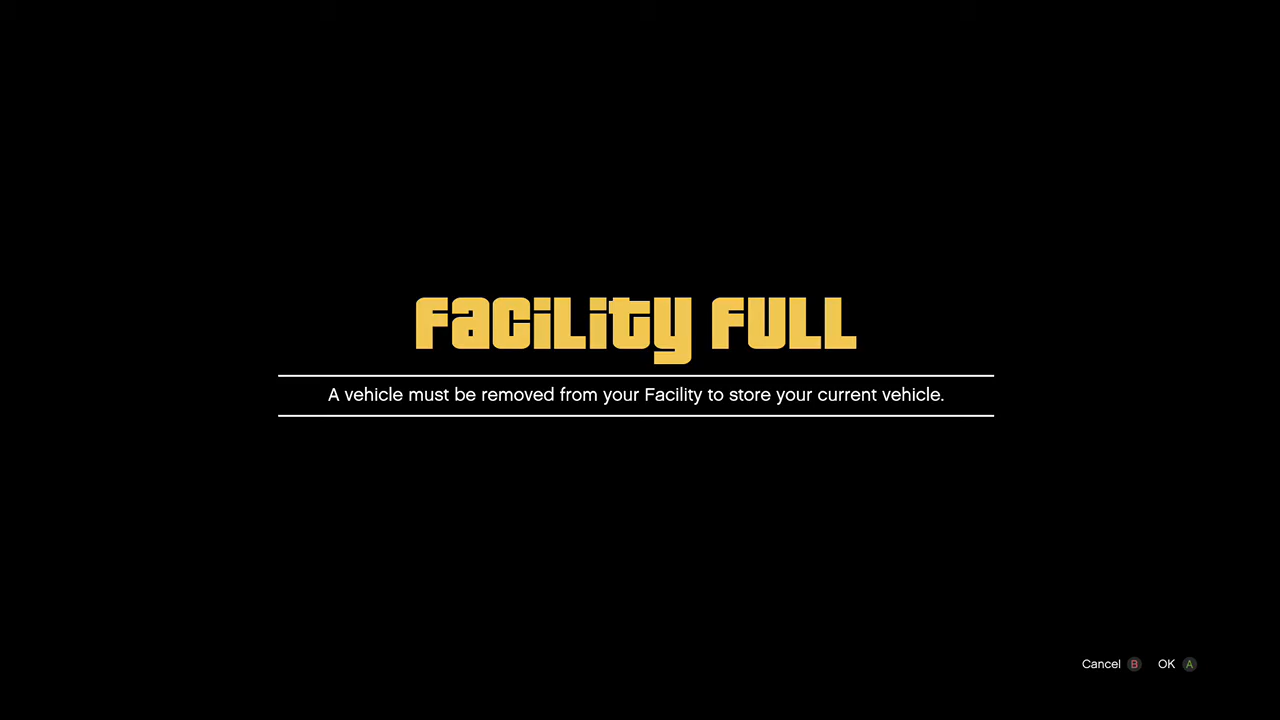 Facility Full
A vehicle must be removed from your Facility to store your current vehicle.
Cancel B OK A